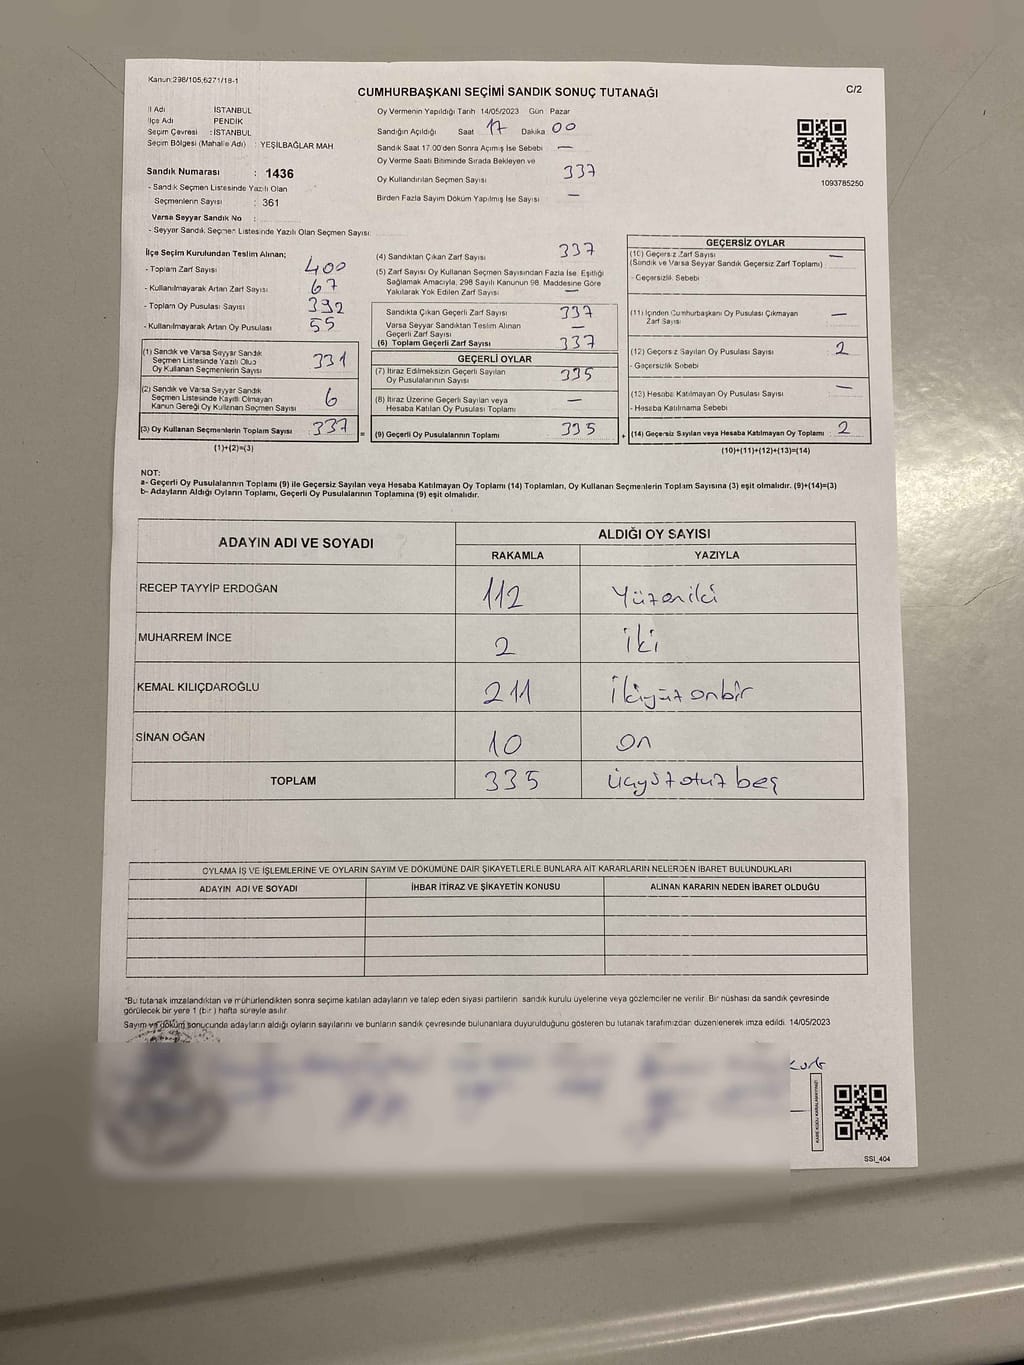 Kanun:298/105,6271/18-1
CUMHURBAŞKANI SEÇİMİ SANDIK SONUÇ TUTANAĞI
C/2
İl Adı İSTANBUL
İlçe Adı PENDİK
Seçim Çevresi : İSTANBUL
Seçim Bölgesi (Mahalle Adı) : YEŞİLBAĞLAR MAH.
Sandık Numarası : 1436
- Sandık Seçmen Listesinde Yazılı Olan
Seçmenlerin Sayısı : 361
Varsa Seyyar Sandık No :
- Seyyar Sandık Seçmen Listesinde Yazılı Olan Seçmen Sayısı:
Oy Vermenin Yapıldığı Tarih 14/05/2023 Gün Pazar
Sandığın Açıldığı Saat 17 Dakika 00
Sandık Saat 17.00'den Sonra Açılmış İse Sebebi —
Oy Verme Saati Bitiminde Sırada Bekleyen ve
Oy Kullandırılan Seçmen Sayısı 337
Birden Fazla Sayım Döküm Yapılmış İse Sayısı —
1093785250
İlçe Seçim Kurulundan Teslim Alınan;
- Toplam Zarf Sayısı 400
- Kullanılmayarak Artan Zarf Sayısı 67
- Toplam Oy Pusulası Sayısı 392
- Kullanılmayarak Artan Oy Pusulası 55
(1) Sandık ve Varsa Seyyar Sandık
Seçmen Listesinde Yazılı Olup
Oy Kullanan Seçmenlerin Sayısı 331
(2) Sandık ve Varsa Seyyar Sandık
Seçmen Listesinde Kayıtlı Olmayan
Kanun Gereği Oy Kullanan Seçmen Sayısı 6
(3) Oy Kullanan Seçmenlerin Toplam Sayısı 337
(1)+(2)=(3)
(4) Sandıktan Çıkan Zarf Sayısı 337
(5) Zarf Sayısı Oy Kullanan Seçmen Sayısından Fazla İse, Eşitliği
Sağlamak Amacıyla, 298 Sayılı Kanunun 98. Maddesine Göre
Yakılarak Yok Edilen Zarf Sayısı —
Sandıkta Çıkan Geçerli Zarf Sayısı 337
Varsa Seyyar Sandıktan Teslim Alınan
Geçerli Zarf Sayısı —
(6) Toplam Geçerli Zarf Sayısı 337
GEÇERLİ OYLAR
(7) İtiraz Edilmeksizin Geçerli Sayılan
Oy Pusulalarının Sayısı 335
(8) İtiraz Üzerine Geçerli Sayılan veya
Hesaba Katılan Oy Pusulası Toplamı —
= (9) Geçerli Oy Pusulalarının Toplamı 335
GEÇERSİZ OYLAR
(10) Geçersiz Zarf Sayısı —
(Sandık ve Varsa Seyyar Sandık Geçersiz Zarf Toplamı)
- Geçersizlik Sebebi
(11) İçinden Cumhurbaşkanı Oy Pusulası Çıkmayan
Zarf Sayısı —
(12) Geçersiz Sayılan Oy Pusulası Sayısı 2
- Geçersizlik Sebebi
(13) Hesaba Katılmayan Oy Pusulası Sayısı —
- Hesaba Katılmama Sebebi
+ (14) Geçersiz Sayılan veya Hesaba Katılmayan Oy Toplamı 2
(10)+(11)+(12)+(13)=(14)
NOT:
a- Geçerli Oy Pusulalarının Toplamı (9) ile Geçersiz Sayılan veya Hesaba Katılmayan Oy Toplamı (14) Toplamları, Oy Kullanan Seçmenlerin Toplam Sayısına (3) eşit olmalıdır. (9)+(14)=(3)
b- Adayların Aldığı Oyların Toplamı, Geçerli Oy Pusulalarının Toplamına (9) eşit olmalıdır.
ADAYIN ADI VE SOYADI
ALDIĞI OY SAYISI
RAKAMLA YAZIYLA
RECEP TAYYİP ERDOĞAN 112 Yüzoniki
MUHARREM İNCE 2 iki
KEMAL KILIÇDAROĞLU 211 İkiyüzonbir
SİNAN OĞAN 10 on
TOPLAM 335 üçyüzotuzbeş
OYLAMA İŞ VE İŞLEMLERİNE VE OYLARIN SAYIM VE DÖKÜMÜNE DAİR ŞİKAYETLERLE BUNLARA AİT KARARLARIN NELERDEN İBARET BULUNDUKLARI
ADAYIN ADI VE SOYADI İHBAR İTİRAZ VE ŞİKAYETİN KONUSU ALINAN KARARIN NEDEN İBARET OLDUĞU
*Bu tutanak imzalandıktan ve mühürlendikten sonra seçime katılan adayların ve talep eden siyasi partilerin sandık kurulu üyelerine veya gözlemcilerine verilir. Bir nüshası da sandık çevresinde
görülecek bir yere 1 (bir) hafta süreyle asılır.
Sayım ve döküm sonucunda adayların aldığı oyların sayılarını ve bunların sandık çevresinde bulunanlara duyurulduğunu gösteren bu tutanak tarafımızdan düzenlenerek imza edildi. 14/05/2023
KARE KODU KARALAMAYINIZ!
SSI_404